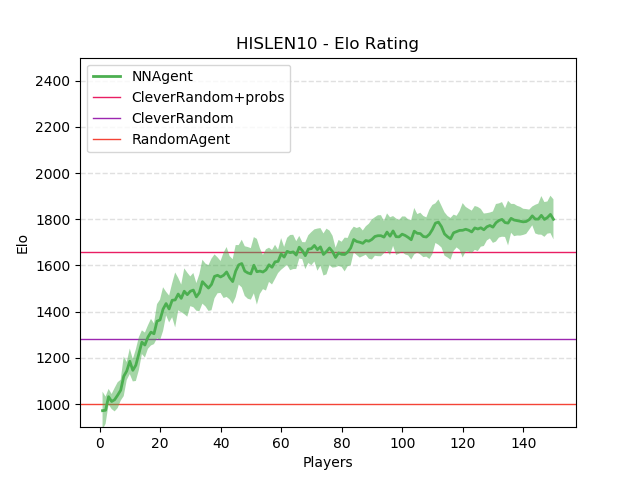 HISLEN10 - Elo Rating
NNAgent
CleverRandom+probs
CleverRandom
RandomAgent
2400
2200
2000
1800
1600
1400
1200
1000
Elo
0 20 40 60 80 100 120 140
Players